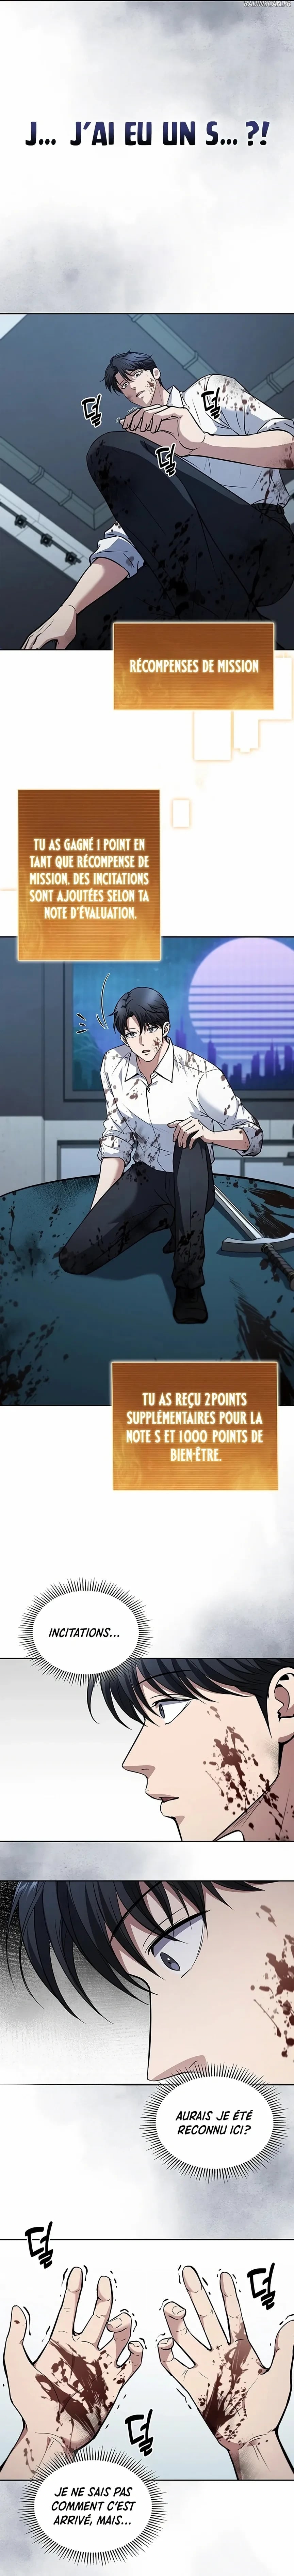 J... J'AI EU UN S... ?!
덜
덜
덜
RÉCOMPENSES DE MISSION
TU AS GAGNÉ 1 POINT EN
TANT QUE RÉCOMPENSE DE
MISSION. DES INCITATIONS
SONT AJOUTÉES SELON TA
NOTE D'ÉVALUATION.
TU AS REÇU 2POINTS
SUPPLÉMENTAIRES POUR LA
NOTE S ET 1000 POINTS DE
BIEN-ÊTRE.
INCITATIONS...
AURAIS JE ÉTÉ
RECONNU ICI?
덜
덜
덜
JE NE SAIS PAS
COMMENT C'EST
ARRIVÉ, MAIS...